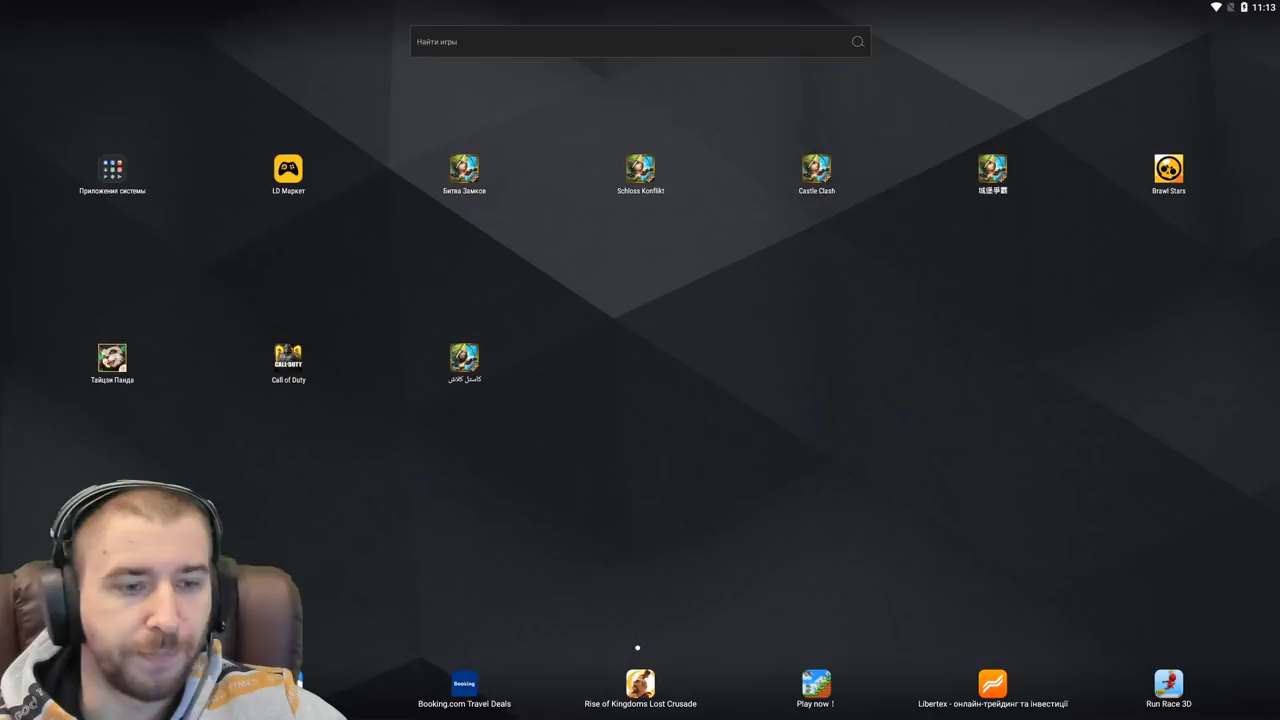 11:13
Найти игры
Приложения системы
LD Маркет
Битва Замков
Schloss Konflikt
Castle Clash
城堡爭霸
Brawl Stars
Тайцзи Панда
CALL OF DUTY
Call of Duty
كاستل كلاش
Booking
Booking.com Travel Deals
Rise of Kingdoms Lost Crusade
Play now !
Libertex - онлайн-трейдинг та інвестиції
Run Race 3D